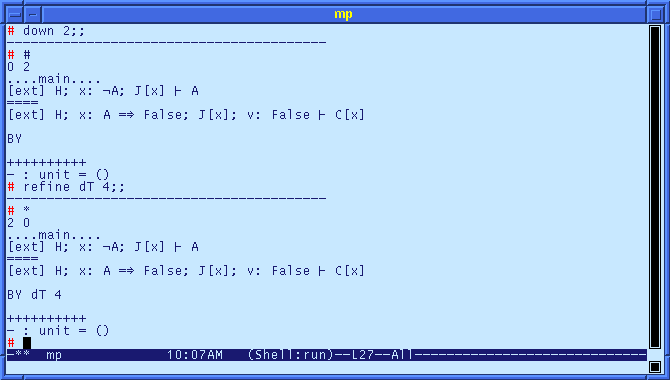 mp
# down 2;;
----------------------------------------
# #
0 2
....main....
[ext] H; x: ¬A; J[x] ⊢ A
====
[ext] H; x: A => False; J[x]; v: False ⊢ C[x]
BY
++++++++++
- : unit = ()
# refine dT 4;;
----------------------------------------
# *
2 0
....main....
[ext] H; x: ¬A; J[x] ⊢ A
====
[ext] H; x: A => False; J[x]; v: False ⊢ C[x]
BY dT 4
++++++++++
- : unit = ()
#
-** mp 10:07AM (Shell:run)--L27--All-----------------------------